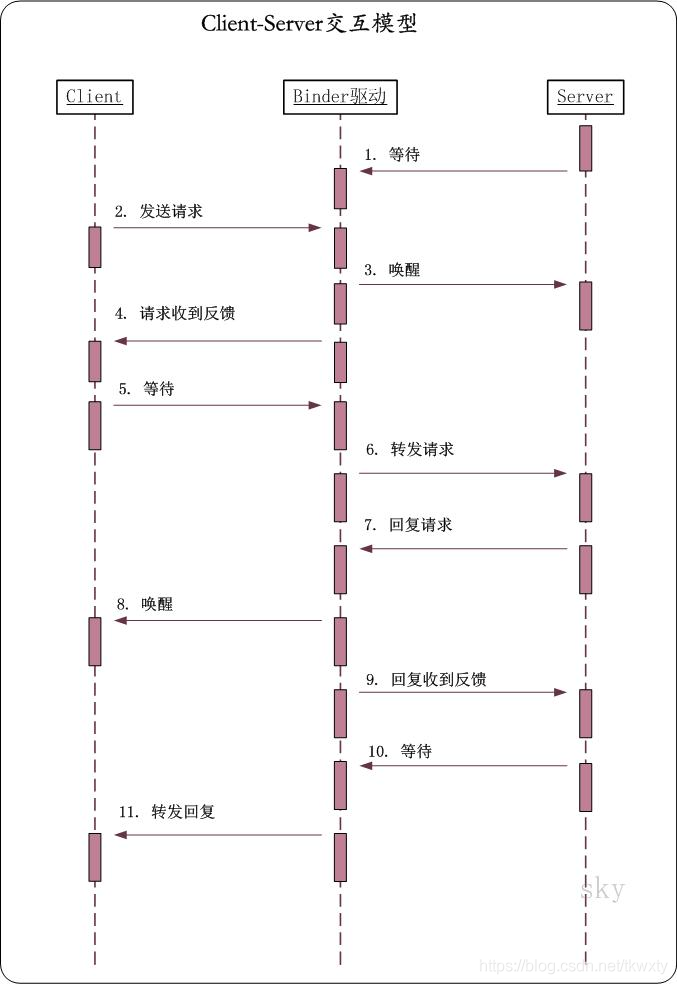 Client-Server交互模型
Client
Binder驱动
Server
1. 等待
2. 发送请求
3. 唤醒
4. 请求收到反馈
5. 等待
6. 转发请求
7. 回复请求
8. 唤醒
9. 回复收到反馈
10. 等待
11. 转发回复
sky
https://blog.csdn.net/tkwxty